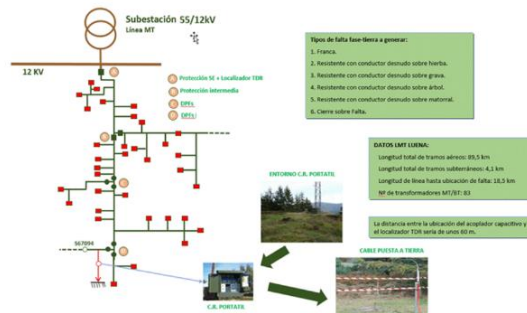 Subestación 55/12kV
Línea MT
12 KV
Protección SE + Localizador TDR
Protección intermedia
DPFs
DPFs
Tipos de falta fase-tierra a generar:
1. Franca.
2. Resistente con conductor desnudo sobre hierba.
3. Resistente con conductor desnudo sobre grava.
4. Resistente con conductor desnudo sobre árbol.
5. Resistente con conductor desnudo sobre matorral.
6. Cierre sobre Falta.
DATOS LMT LUENA:
Longitud total de tramos aéreos: 89,5 km
Longitud total de tramos subterráneos: 4,1 km
Longitud de línea hasta ubicación de falta: 18,5 km
Nº de transformadores MT/BT: 83
La distancia entre la ubicación del acoplador capacitivo y
el localizador TDR sería de unos 60 m.
ENTORNO C.R. PORTATIL
CABLE PUESTA A TIERRA
C.R. PORTATIL